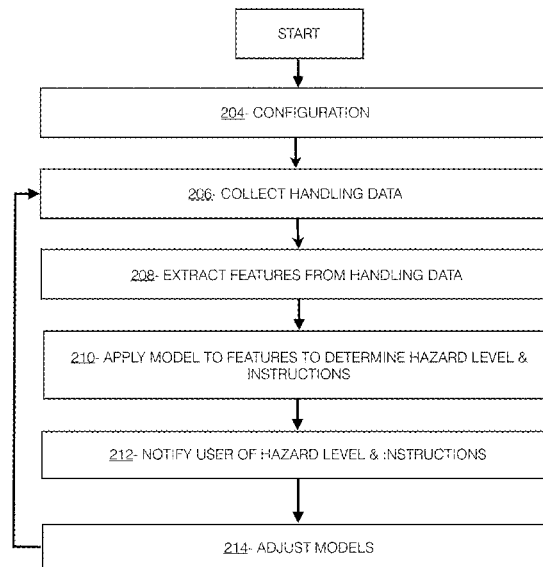 START
204- CONFIGURATION
206- COLLECT HANDLING DATA
208- EXTRACT FEATURES FROM HANDLING DATA
210- APPLY MODEL TO FEATURES TO DETERMINE HAZARD LEVEL &
INSTRUCTIONS
212- NOTIFY USER OF HAZARD LEVEL & INSTRUCTIONS
214- ADJUST MODELS